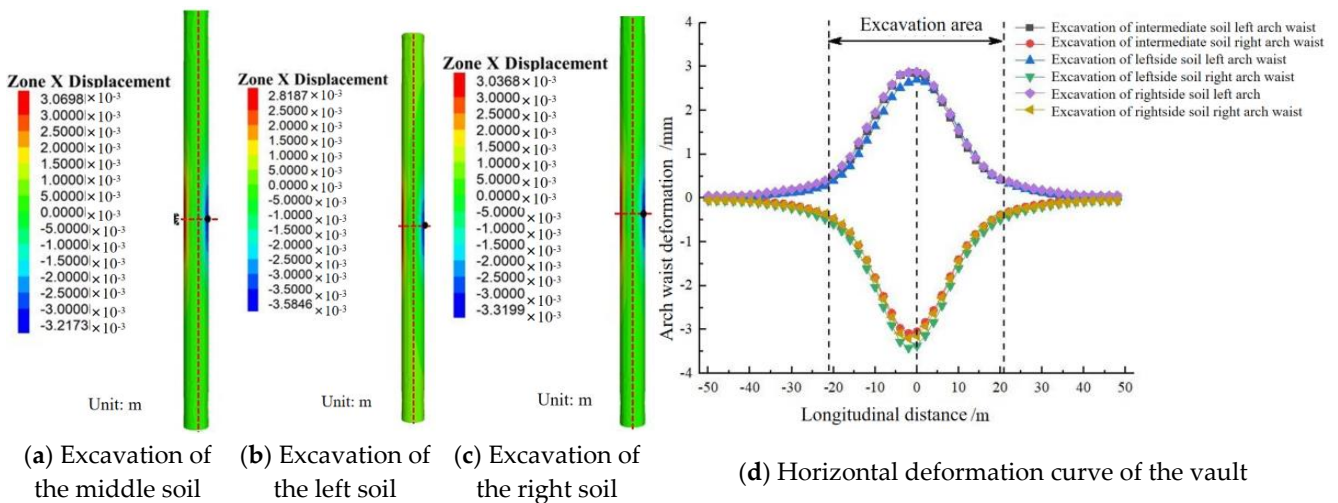 Zone X Displacement
3.0698 ×10⁻³
3.0000 ×10⁻³
2.5000 ×10⁻³
2.0000 ×10⁻³
1.5000 ×10⁻³
1.0000 ×10⁻³
5.0000 ×10⁻³
0.0000 ×10⁻³
-5.0000 ×10⁻³
-1.0000 ×10⁻³
-1.5000 ×10⁻³
-2.0000 ×10⁻³
-2.5000 ×10⁻³
-3.0000 ×10⁻³
-3.2173 ×10⁻³
Unit: m
(a) Excavation of
the middle soil
Zone X Displacement
2.8187 ×10⁻³
2.5000 ×10⁻³
2.0000 ×10⁻³
1.5000 ×10⁻³
1.0000 ×10⁻³
5.0000 ×10⁻³
0.0000 ×10⁻³
-5.0000 ×10⁻³
-1.0000 ×10⁻³
-1.5000 ×10⁻³
-2.0000 ×10⁻³
-2.5000 ×10⁻³
-3.0000 ×10⁻³
-3.5000 ×10⁻³
-3.5846 ×10⁻³
Unit: m
(b) Excavation of
the left soil
Zone X Displacement
3.0368 ×10⁻³
3.0000 ×10⁻³
2.5000 ×10⁻³
2.0000 ×10⁻³
1.5000 ×10⁻³
1.0000 ×10⁻³
5.0000 ×10⁻³
0.0000 ×10⁻³
-5.0000 ×10⁻³
-1.0000 ×10⁻³
-1.5000 ×10⁻³
-2.0000 ×10⁻³
-2.5000 ×10⁻³
-3.0000 ×10⁻³
-3.3199 ×10⁻³
Unit: m
(c) Excavation of
the right soil
Excavation area
Excavation of intermediate soil left arch waist
Excavation of intermediate soil right arch waist
Excavation of leftside soil left arch waist
Excavation of leftside soil right arch waist
Excavation of rightside soil left arch
Excavation of rightside soil right arch waist
Arch waist deformation /mm
4
3
2
1
0
-1
-2
-3
-4
-50 -40 -30 -20 -10 0 10 20 30 40 50
Longitudinal distance /m
(d) Horizontal deformation curve of the vault